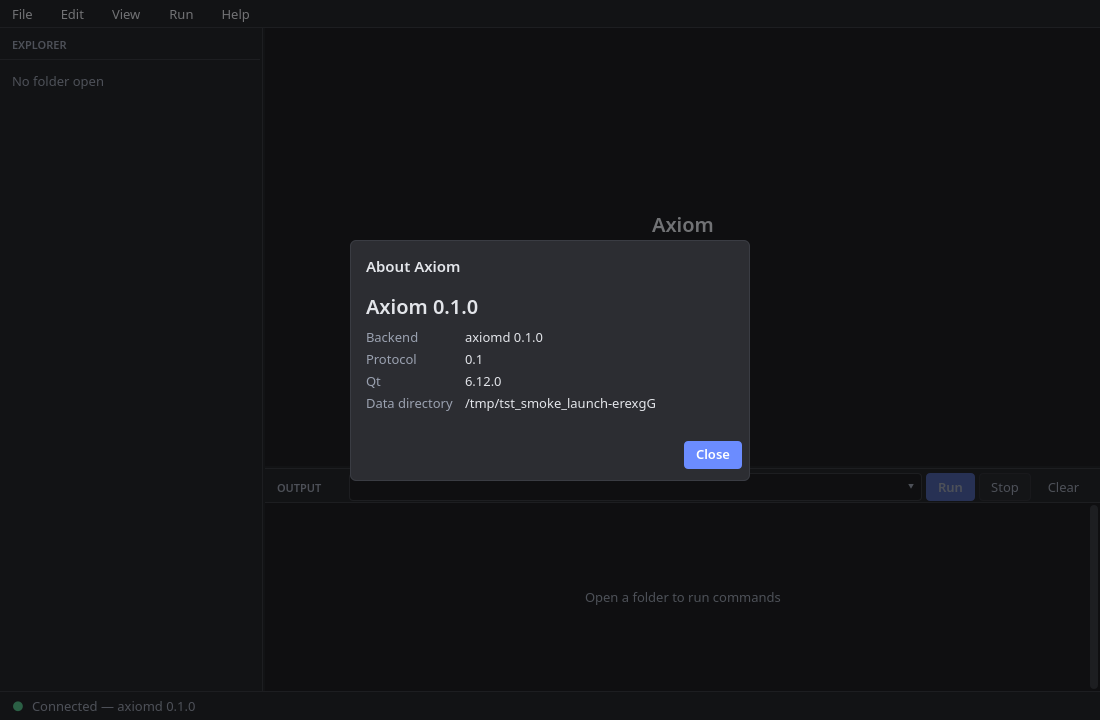 File Edit View Run Help
EXPLORER
No folder open
Axiom
About Axiom
Axiom 0.1.0
Backend axiomd 0.1.0
Protocol 0.1
Qt 6.12.0
Data directory /tmp/tst_smoke_launch-erexgG
Close
OUTPUT Run Stop Clear
Open a folder to run commands
Connected — axiomd 0.1.0